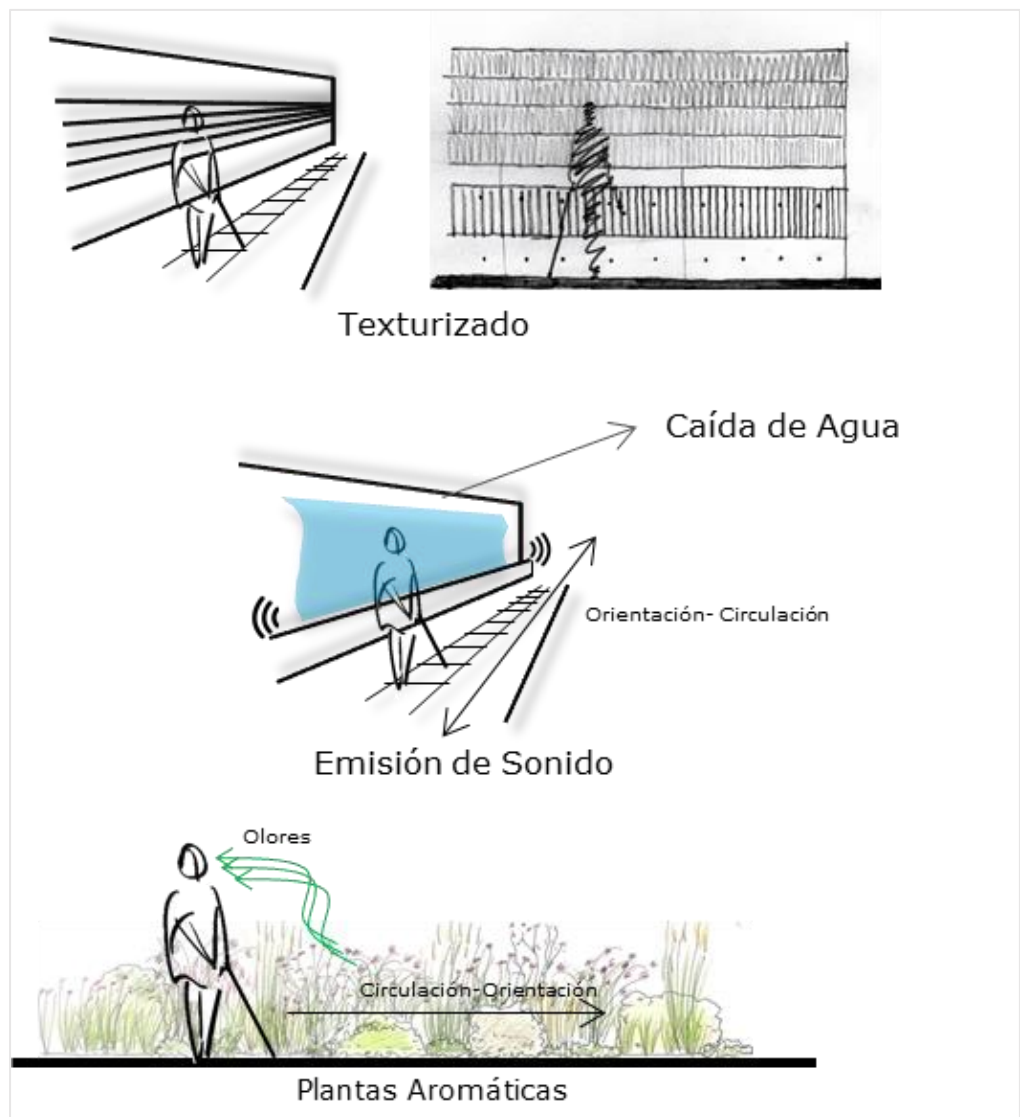 Texturizado
Caída de Agua
Orientación- Circulación
Emisión de Sonido
Olores
Circulación-Orientación
Plantas Aromáticas